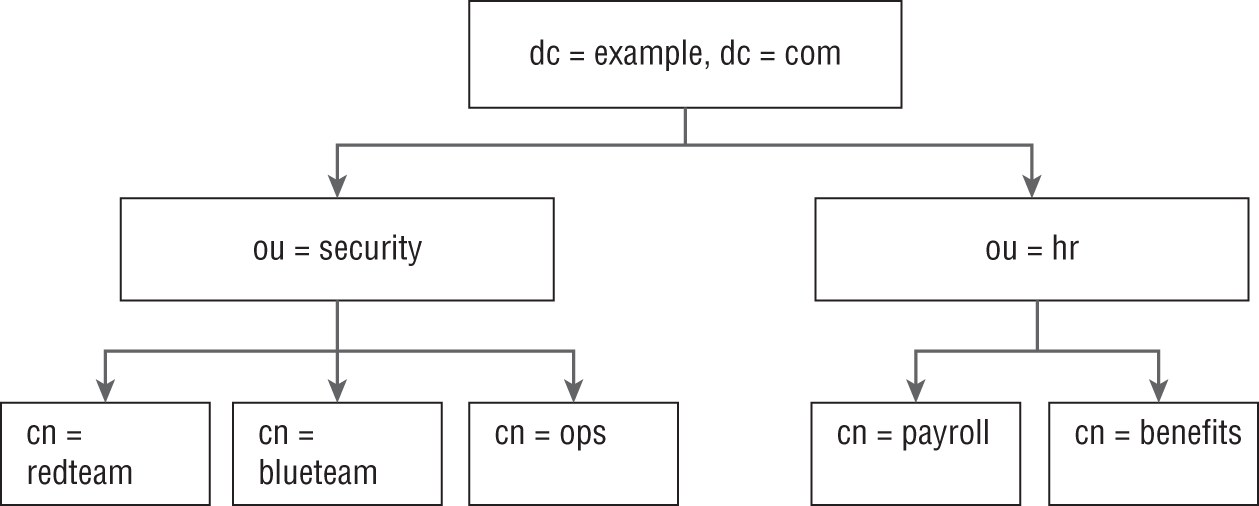 dc = example, dc = com
ou = security
ou = hr
cn =
redteam
cn =
blueteam
cn = ops
cn = payroll
cn = benefits